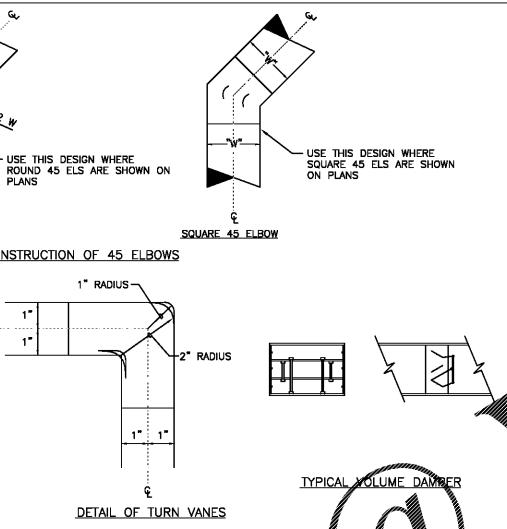 ℄
℄
"W"
W
"W"
USE THIS DESIGN WHERE
ROUND 45 ELS ARE SHOWN ON
PLANS
USE THIS DESIGN WHERE
SQUARE 45 ELS ARE SHOWN
ON PLANS
℄
SQUARE 45 ELBOW
NSTRUCTION OF 45 ELBOWS
1" RADIUS
1"
1"
2" RADIUS
1" 1"
℄
TYPICAL VOLUME DAMPER
DETAIL OF TURN VANES